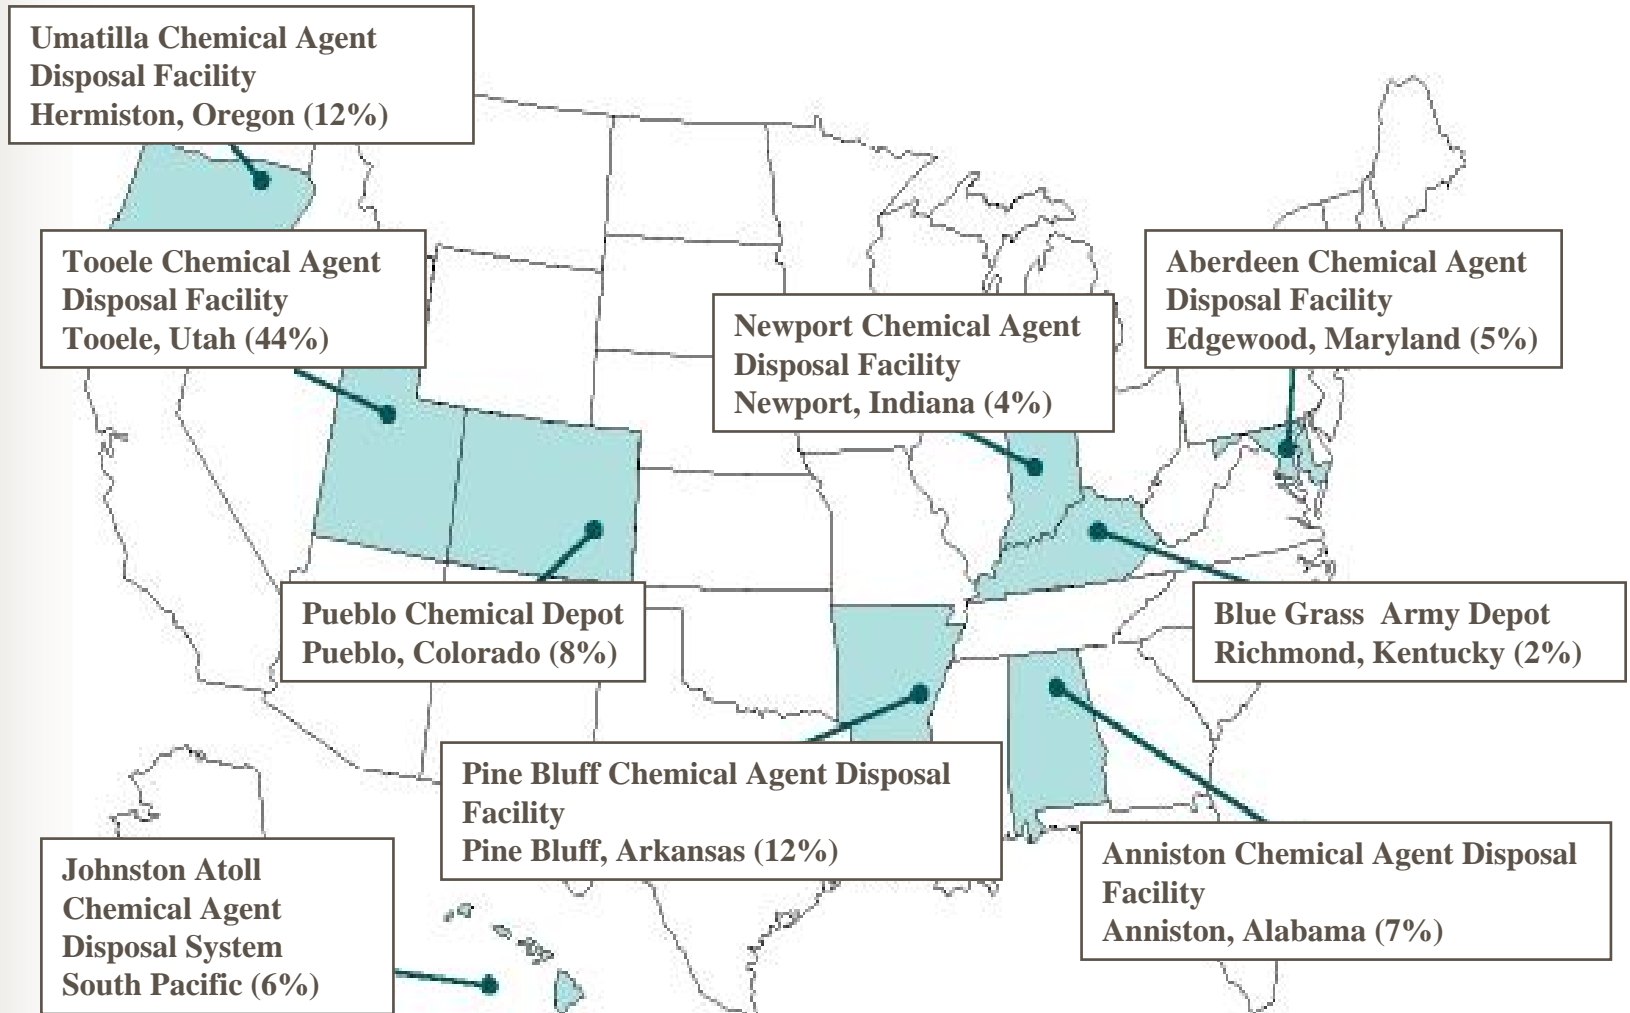 Umatilla Chemical Agent
Disposal Facility
Hermiston, Oregon (12%)
Tooele Chemical Agent
Disposal Facility
Tooele, Utah (44%)
Newport Chemical Agent
Disposal Facility
Newport, Indiana (4%)
Aberdeen Chemical Agent
Disposal Facility
Edgewood, Maryland (5%)
Pueblo Chemical Depot
Pueblo, Colorado (8%)
Blue Grass Army Depot
Richmond, Kentucky (2%)
Pine Bluff Chemical Agent Disposal
Facility
Pine Bluff, Arkansas (12%)
Anniston Chemical Agent Disposal
Facility
Anniston, Alabama (7%)
Johnston Atoll
Chemical Agent
Disposal System
South Pacific (6%)